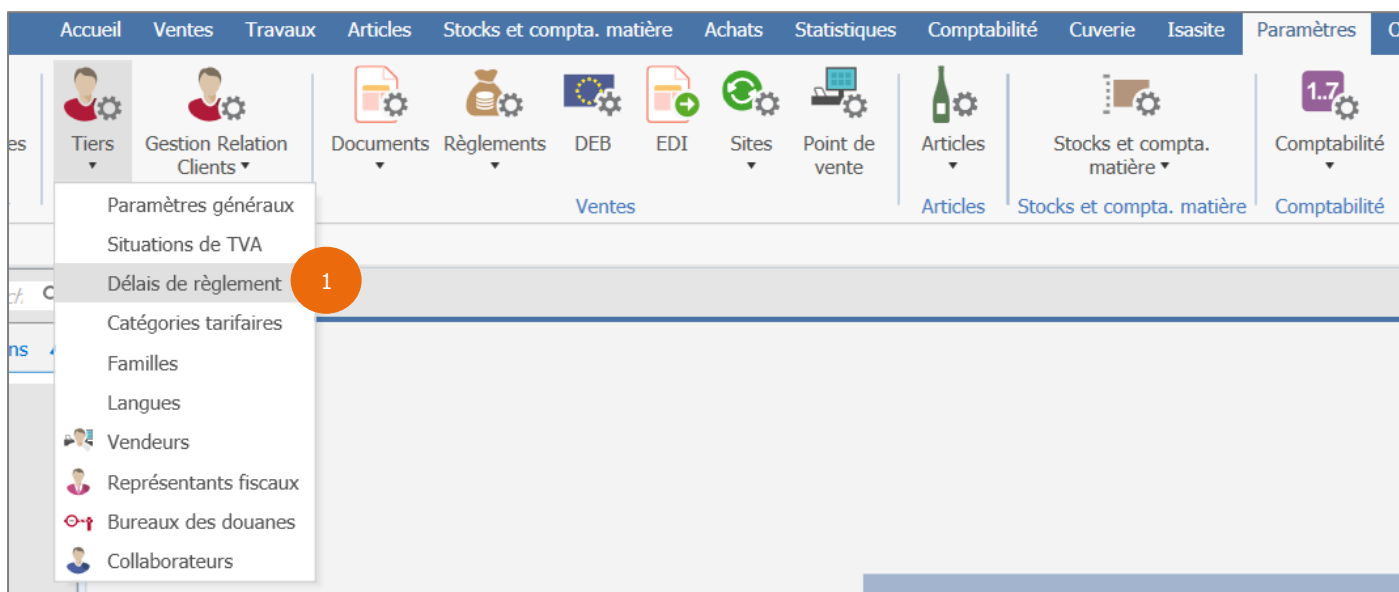 Accueil Ventes Travaux Articles Stocks et compta. matière Achats Statistiques Comptabilité Cuverie Isasite Paramètres
es Tiers Gestion Relation Documents Règlements DEB EDI Sites Point de Articles Stocks et compta. Comptabilité
Clients vente matière
Ventes Articles Stocks et compta. matière Comptabilité
1..7
Paramètres généraux
Situations de TVA
Délais de règlement 1
ch.
Catégories tarifaires
ns
Familles
Langues
Vendeurs
Représentants fiscaux
Bureaux des douanes
Collaborateurs